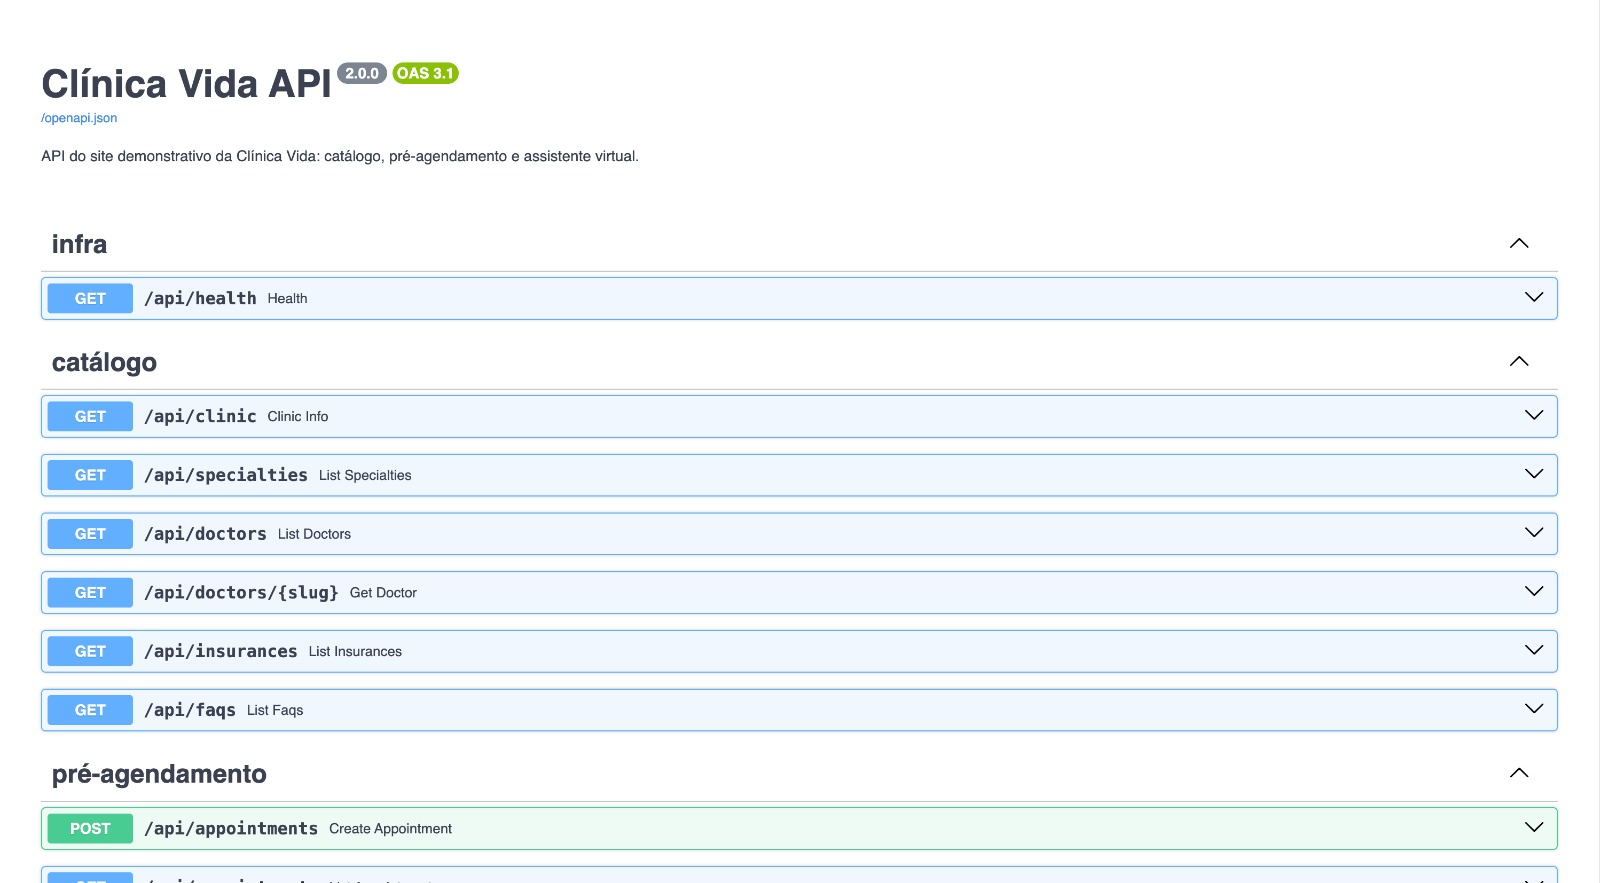 Clínica Vida API 2.0.0 OAS 3.1
/openapi.json
API do site demonstrativo da Clínica Vida: catálogo, pré-agendamento e assistente virtual.
infra
GET /api/health Health
catálogo
GET /api/clinic Clinic Info
GET /api/specialties List Specialties
GET /api/doctors List Doctors
GET /api/doctors/{slug} Get Doctor
GET /api/insurances List Insurances
GET /api/faqs List Faqs
pré-agendamento
POST /api/appointments Create Appointment